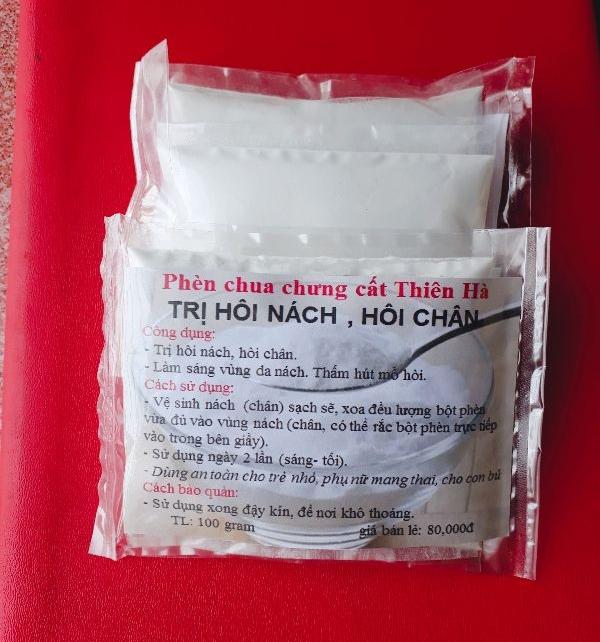 Phèn chua chưng cất Thiên Hà
TRỊ HÔI NÁCH , HÔI CHÂN
Công dụng:
- Trị hôi nách, hôi chân.
- Làm sáng vùng da nách. Thấm hút mồ hôi.
Cách sử dụng:
- Vệ sinh nách (chân) sạch sẽ, xoa đều lượng bột phèn
vừa đủ vào vùng nách (chân, có thể rắc bột phèn trực tiếp
vào trong bên giầy).
- Sử dụng ngày 2 lần (sáng- tối).
- Dùng an toàn cho trẻ nhỏ, phụ nữ mang thai, cho con bú
Cách bảo quản:
- Sử dụng xong đậy kín, để nơi khô thoáng.
TL: 100 gram giá bán lẻ: 80,000đ